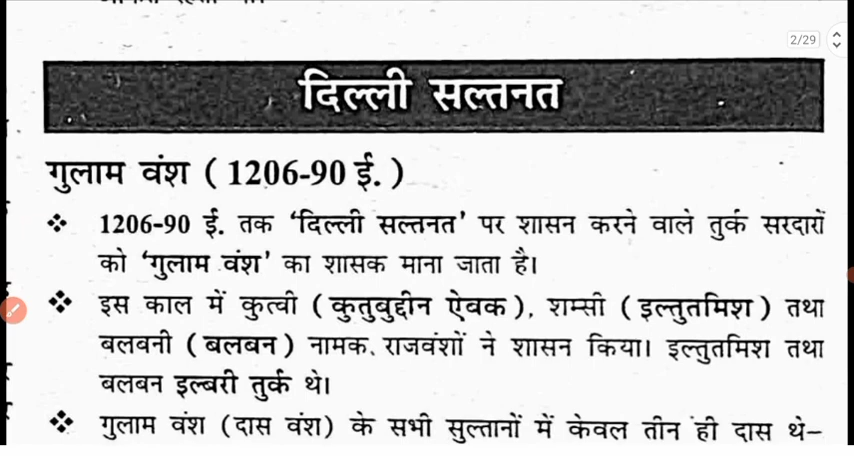 2/29
दिल्ली सल्तनत
गुलाम वंश ( 1206-90 ई. )
❖ 1206-90 ई. तक ‘दिल्ली सल्तनत’ पर शासन करने वाले तुर्क सरदारों
को ‘गुलाम वंश’ का शासक माना जाता है।
❖ इस काल में कुत्बी ( कुतुबुद्दीन ऐबक ), शम्सी ( इल्तुतमिश ) तथा
बलबनी ( बलबन ) नामक राजवंशों ने शासन किया। इल्तुतमिश तथा
बलबन इल्बरी तुर्क थे।
❖ गुलाम वंश (दास वंश) के सभी सुल्तानों में केवल तीन ही दास थे–